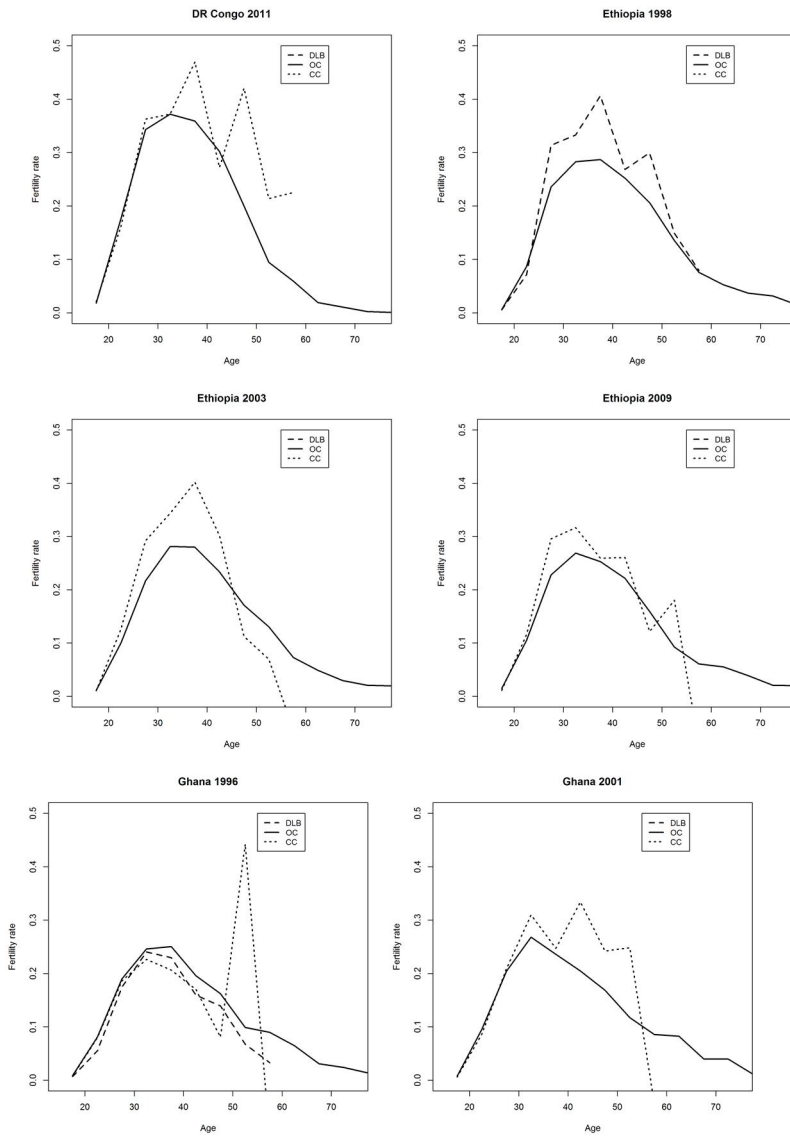 DR Congo 2011
Fertility rate
0.0 0.1 0.2 0.3 0.4 0.5
DLB
OC
CC
20 30 40 50 60 70
Age
Ethiopia 1998
Fertility rate
0.0 0.1 0.2 0.3 0.4 0.5
DLB
OC
CC
20 30 40 50 60 70
Age
Ethiopia 2003
Fertility rate
0.0 0.1 0.2 0.3 0.4 0.5
DLB
OC
CC
20 30 40 50 60 70
Age
Ethiopia 2009
Fertility rate
0.0 0.1 0.2 0.3 0.4 0.5
DLB
OC
CC
20 30 40 50 60 70
Age
Ghana 1996
Fertility rate
0.0 0.1 0.2 0.3 0.4 0.5
DLB
OC
CC
20 30 40 50 60 70
Age
Ghana 2001
Fertility rate
0.0 0.1 0.2 0.3 0.4 0.5
DLB
OC
CC
20 30 40 50 60 70
Age